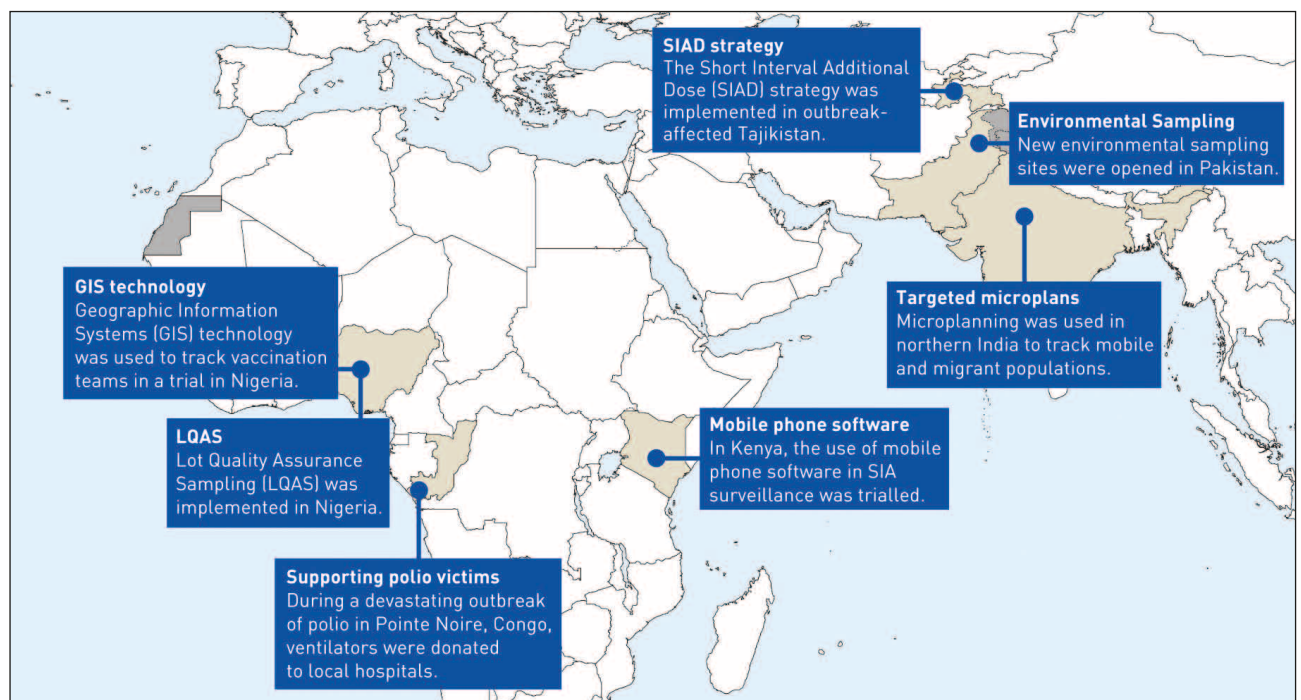 SIAD strategy
The Short Interval Additional
Dose (SIAD) strategy was
implemented in outbreak-
affected Tajikistan.
Environmental Sampling
New environmental sampling
sites were opened in Pakistan.
GIS technology
Geographic Information
Systems (GIS) technology
was used to track vaccination
teams in a trial in Nigeria.
Targeted microplans
Microplanning was used in
northern India to track mobile
and migrant populations.
LQAS
Lot Quality Assurance
Sampling (LQAS) was
implemented in Nigeria.
Mobile phone software
In Kenya, the use of mobile
phone software in SIA
surveillance was trialled.
Supporting polio victims
During a devastating outbreak
of polio in Pointe Noire, Congo,
ventilators were donated
to local hospitals.